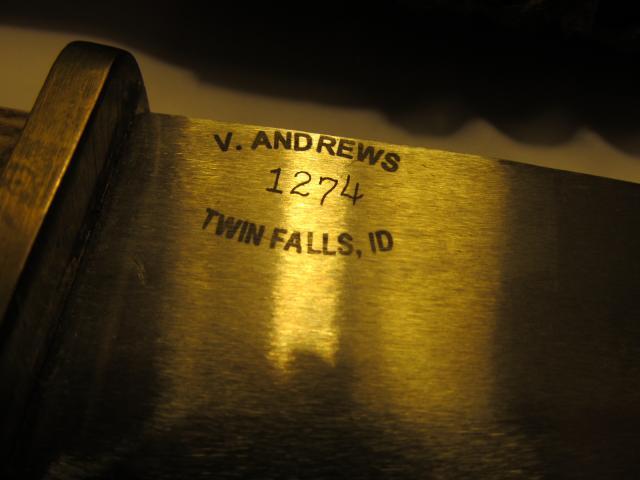 V. ANDREWS
1274
TWIN FALLS, ID